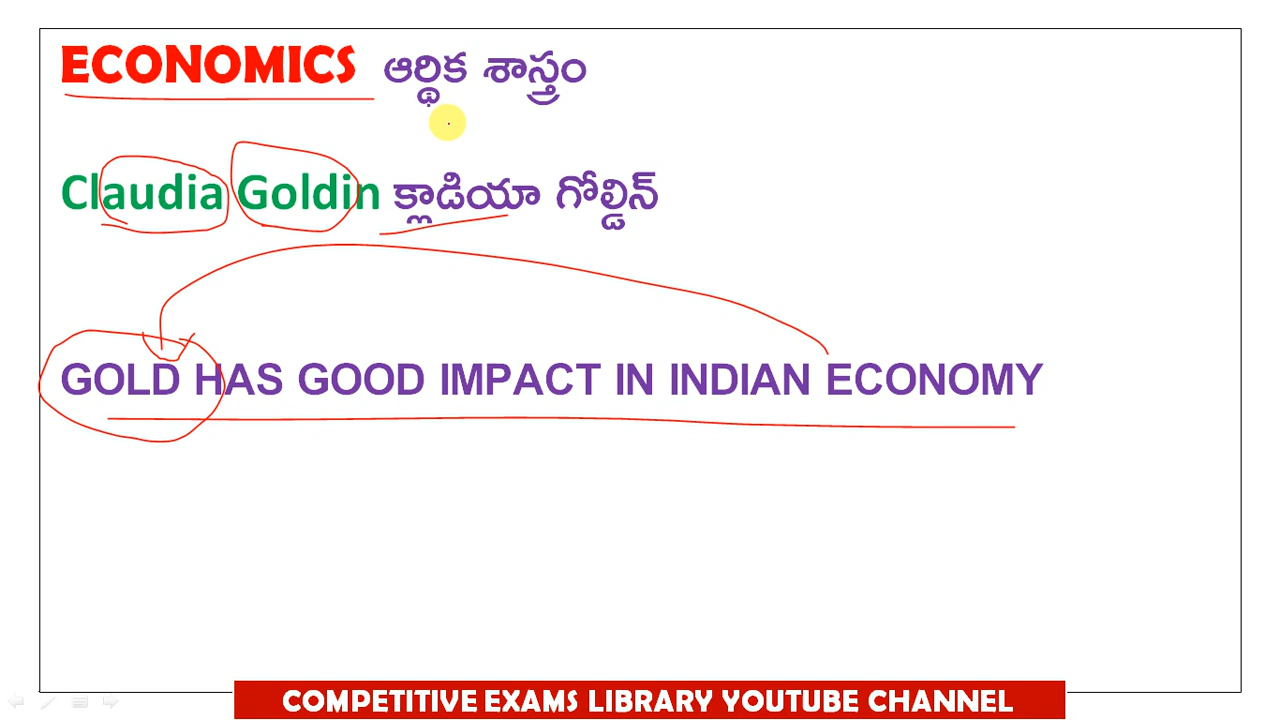 ECONOMICS ఆర్థిక శాస్త్రం
Claudia Goldin క్లాడియా గోల్డిన్
GOLD HAS GOOD IMPACT IN INDIAN ECONOMY
COMPETITIVE EXAMS LIBRARY YOUTUBE CHANNEL